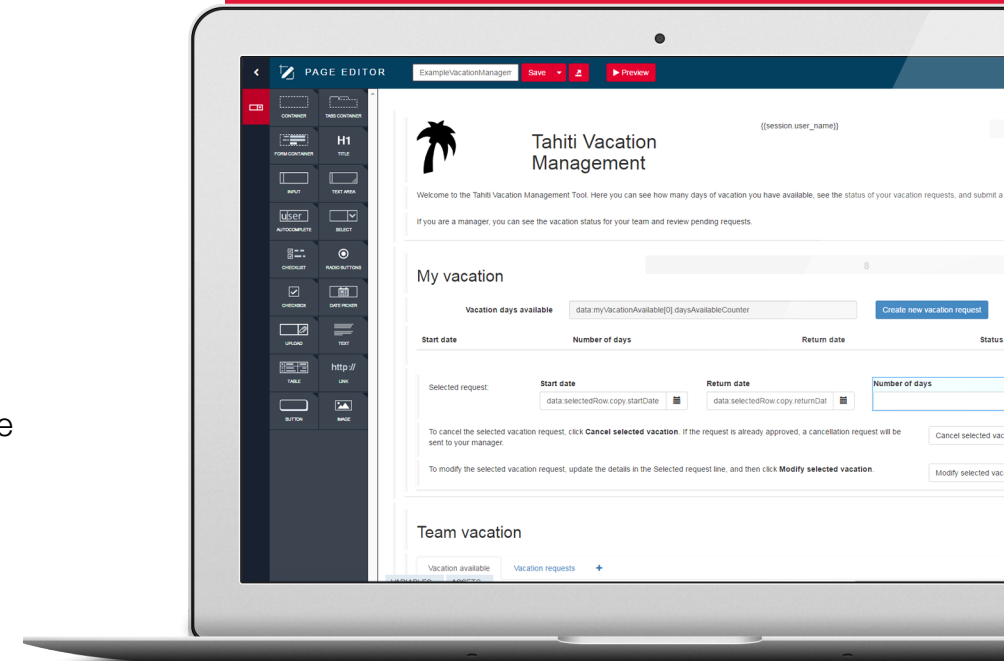 PAGE EDITOR
ExampleVacationManagem
Save
Preview
CONTAINER
TABS CONTAINER
FORM CONTAINER
H1
TITLE
INPUT
TEXT AREA
user
AUTOCOMPLETE
SELECT
CHECKLIST
RADIO BUTTONS
CHECKBOX
DATE PICKER
UPLOAD
TEXT
TABLE
http://
LINK
BUTTON
IMAGE
{{session.user_name}}
Tahiti Vacation
Management
Welcome to the Tahiti Vacation Management Tool. Here you can see how many days of vacation you have available, see the status of your vacation requests, and submit a
If you are a manager, you can see the vacation status for your team and review pending requests.
8
My vacation
Vacation days available
data:myVacationAvailable[0].daysAvailableCounter
Create new vacation request
Start date Number of days Return date Status
Selected request:
Start date Return date Number of days
data:selectedRow.copy.startDate data:selectedRow.copy.returnDat
To cancel the selected vacation request, click Cancel selected vacation. If the request is already approved, a cancellation request will be
sent to your manager.
Cancel selected vac
To modify the selected vacation request, update the details in the Selected request line, and then click Modify selected vacation.
Modify selected vac
e
Team vacation
Vacation available Vacation requests +
VARIABLES ASSETS